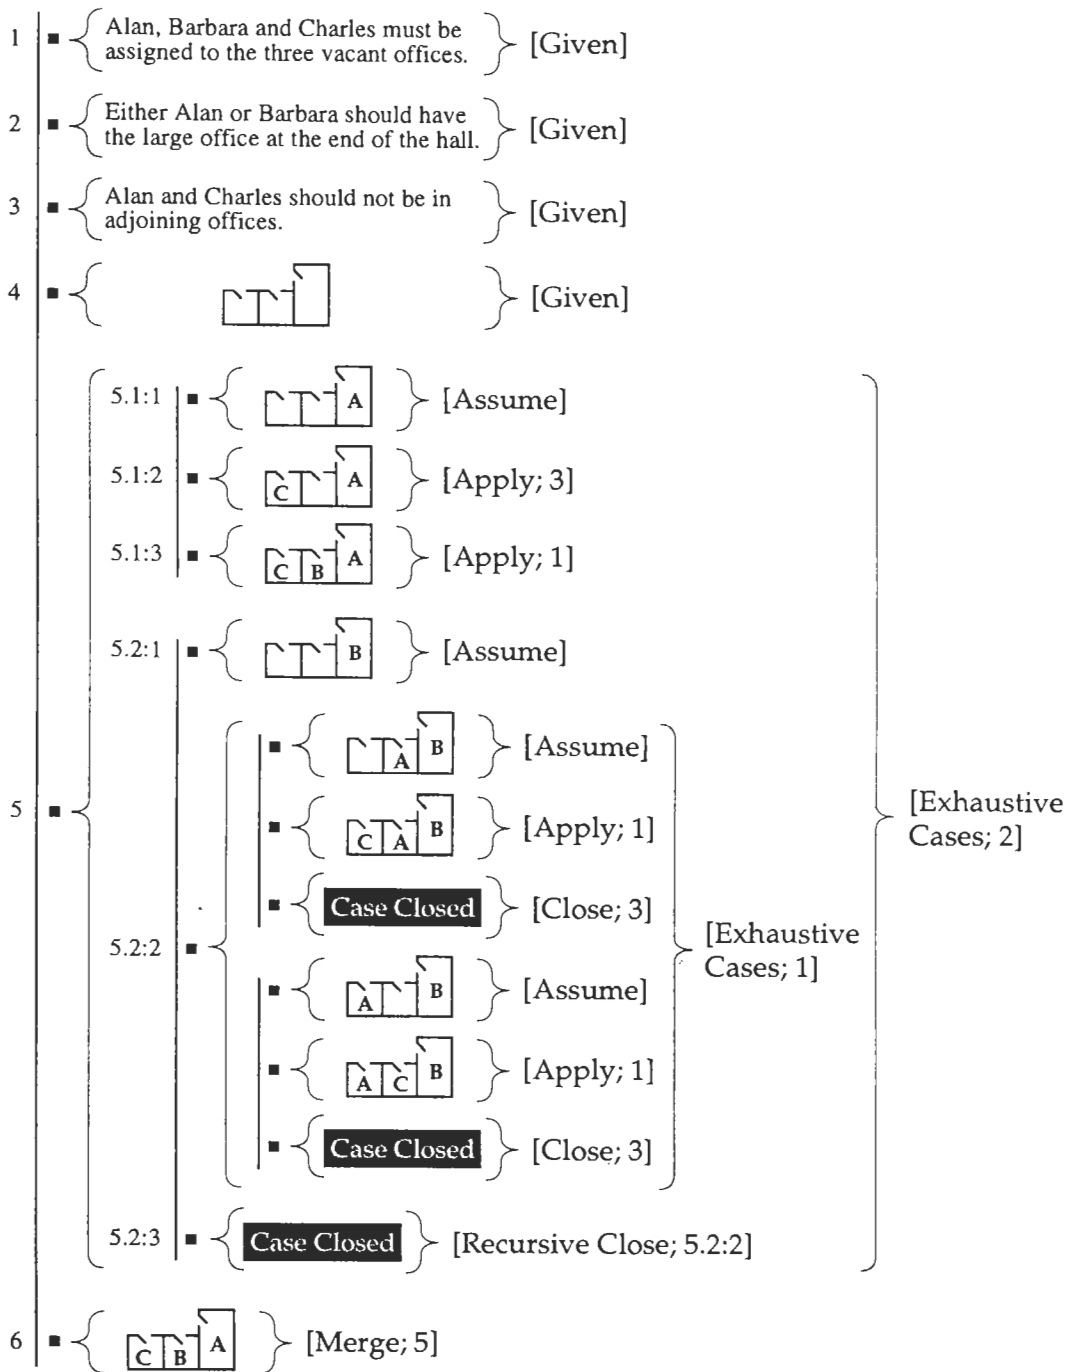 1 Alan, Barbara and Charles must be
assigned to the three vacant offices. [Given]
2 Either Alan or Barbara should have
the large office at the end of the hall. [Given]
3 Alan and Charles should not be in
adjoining offices. [Given]
4 [Given]
5.1:1 A [Assume]
5.1:2 C A [Apply; 3]
5.1:3 C B A [Apply; 1]
5.2:1 B [Assume]
A B [Assume]
C A B [Apply; 1]
Case Closed [Close; 3]
5.2:2
A B [Assume]
A C B [Apply; 1]
Case Closed [Close; 3]
[Exhaustive
Cases; 1]
5.2:3 Case Closed [Recursive Close; 5.2:2]
5
[Exhaustive
Cases; 2]
6 C B A [Merge; 5]